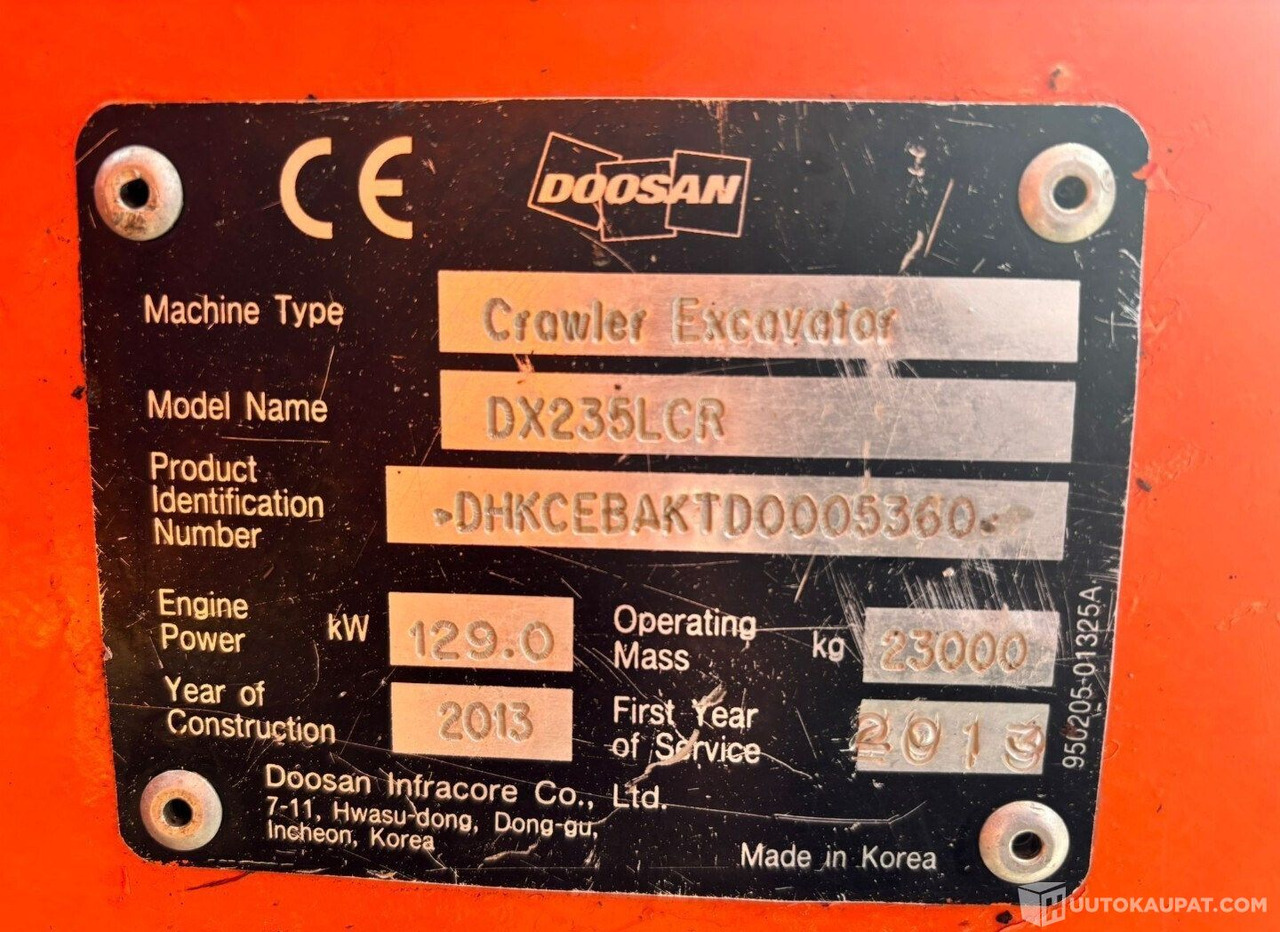 CE DOOSAN
Machine Type Crawler Excavator
Model Name DX235LCR
Product
Identification
Number DHKCEBAKTD0005360
Engine
Power kW 129.0 Operating
Mass kg 23000
Year of
Construction 2013 First Year
of Service 2013
950205-01325A
Doosan Infracore Co., Ltd.
7-11, Hwasu-dong, Dong-gu,
Incheon, Korea
Made in Korea
UUTOKAUPAT.COM